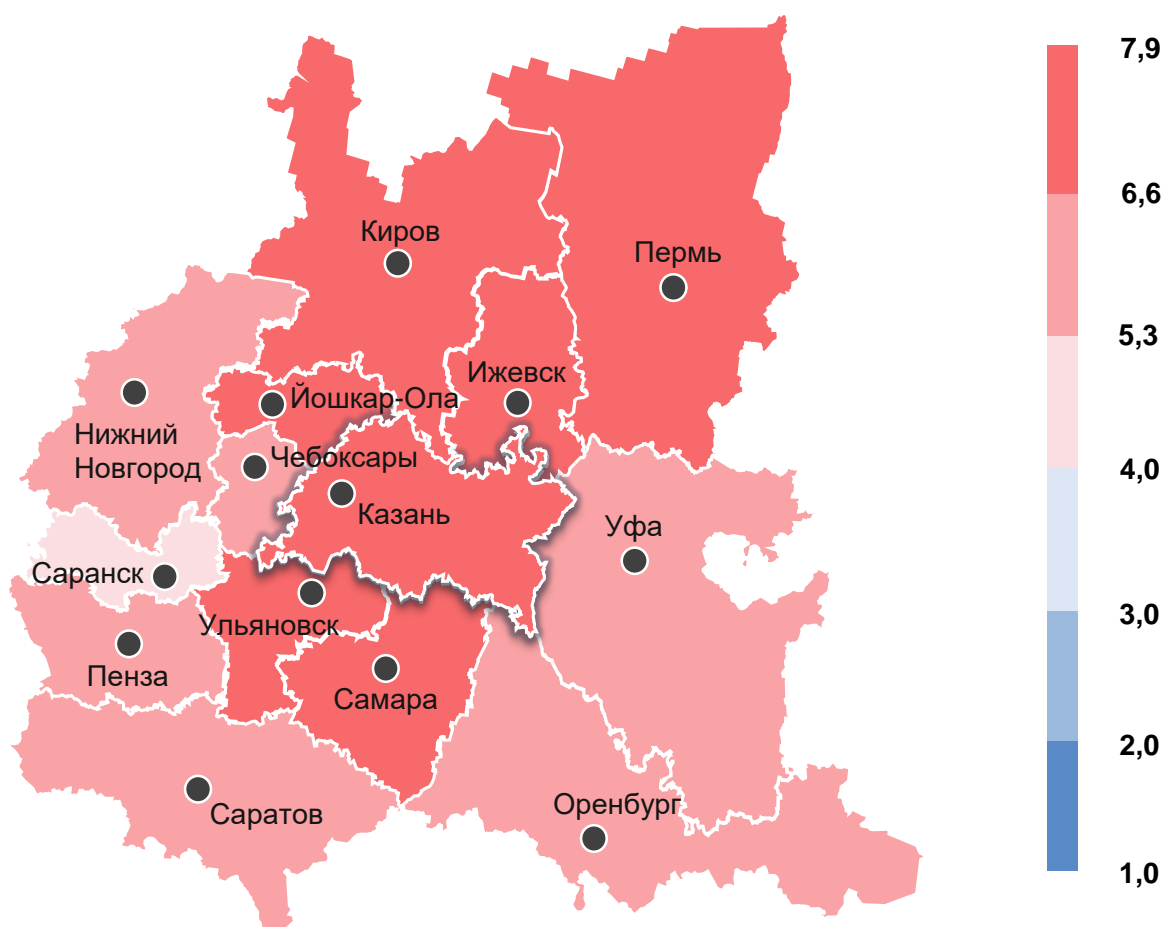 7,9
6,6
Киров
Пермь
5,3
Ижевск
Йошкар-Ола
Нижний
Новгород
Чебоксары
4,0
Казань
Уфа
Саранск
3,0
Ульяновск
Пенза
Самара
2,0
Оренбург
Саратов
1,0